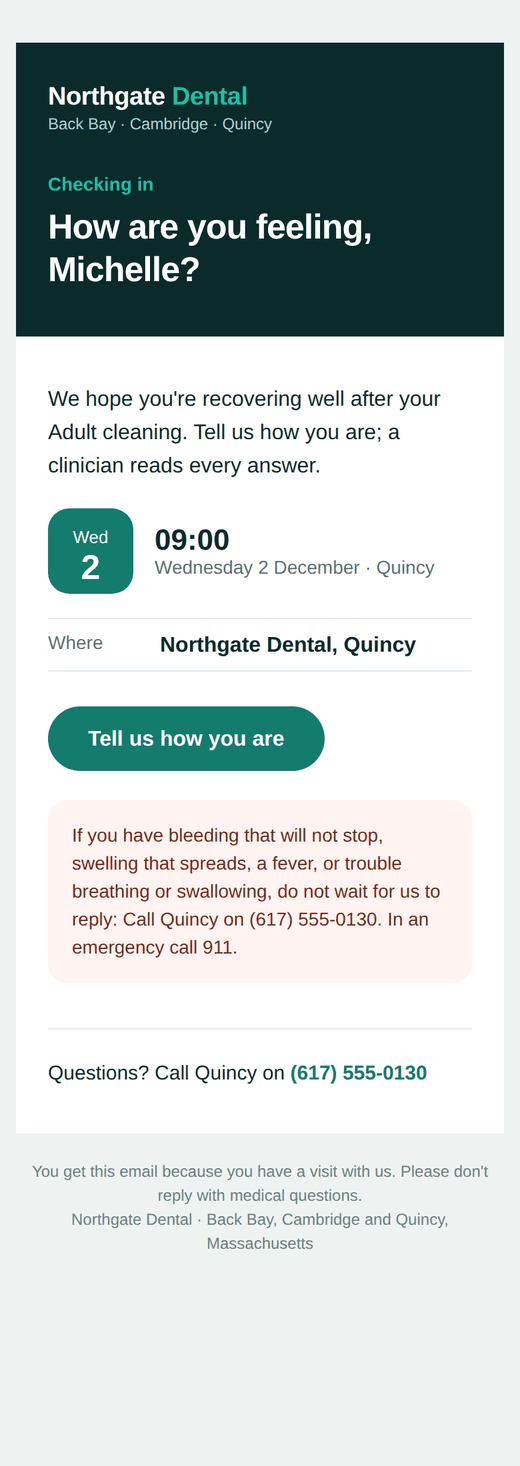 Northgate Dental
Back Bay · Cambridge · Quincy
Checking in
How are you feeling,
Michelle?
We hope you're recovering well after your
Adult cleaning. Tell us how you are; a
clinician reads every answer.
Wed
2
09:00
Wednesday 2 December · Quincy
Where
Northgate Dental, Quincy
Tell us how you are
If you have bleeding that will not stop,
swelling that spreads, a fever, or trouble
breathing or swallowing, do not wait for us to
reply: Call Quincy on (617) 555-0130. In an
emergency call 911.
Questions? Call Quincy on (617) 555-0130
You get this email because you have a visit with us. Please don't
reply with medical questions.
Northgate Dental · Back Bay, Cambridge and Quincy,
Massachusetts